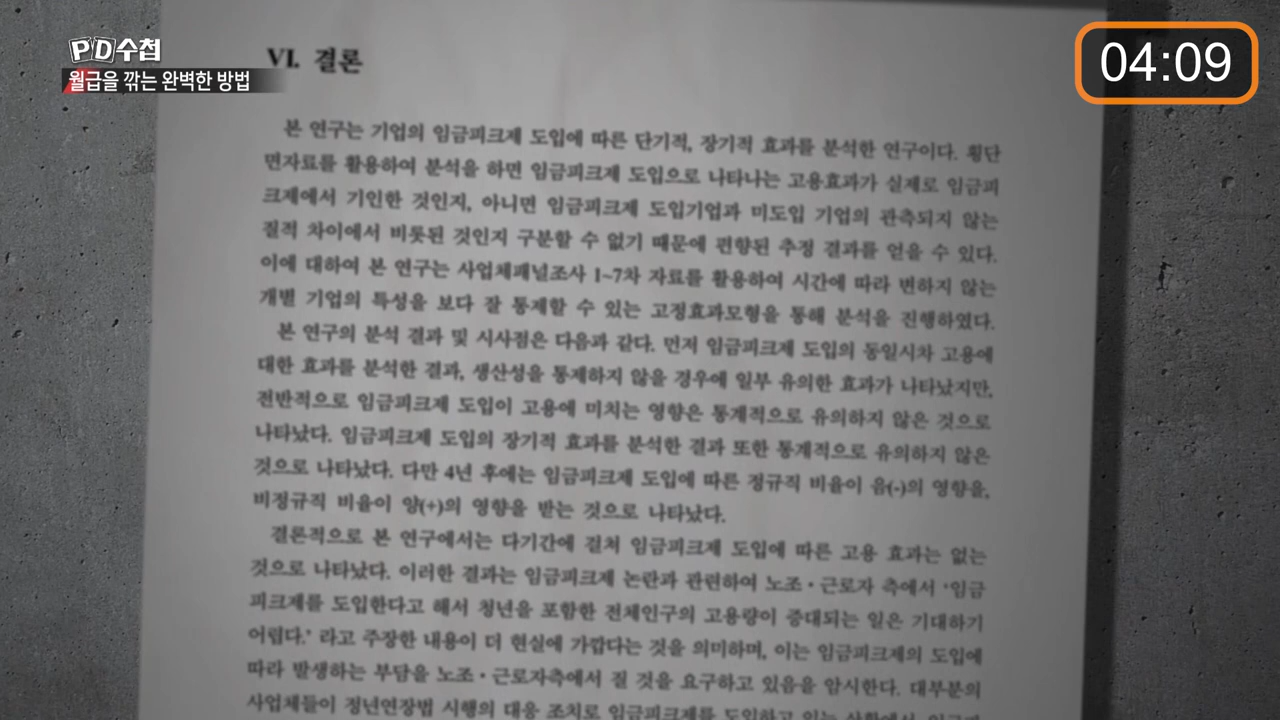 PD수첩
월급을 깎는 완벽한 방법
04:09
VI. 결론
본 연구는 기업의 임금피크제 도입에 따른 단기적, 장기적 효과를 분석한 연구이다. 횡단
면자료를 활용하여 분석을 하면 임금피크제 도입으로 나타나는 고용효과가 실제로 임금피
크제에서 기인한 것인지, 아니면 임금피크제 도입기업과 미도입 기업의 관측되지 않는
질적 차이에서 비롯된 것인지 구분할 수 없기 때문에 편향된 추정 결과를 얻을 수 있다.
이에 대하여 본 연구는 사업체패널조사 1~7차 자료를 활용하여 시간에 따라 변하지 않는
개별 기업의 특성을 보다 잘 통제할 수 있는 고정효과모형을 통해 분석을 진행하였다.
본 연구의 분석 결과 및 시사점은 다음과 같다. 먼저 임금피크제 도입의 동일시차 고용에
대한 효과를 분석한 결과, 생산성을 통제하지 않을 경우에 일부 유의한 효과가 나타났지만,
전반적으로 임금피크제 도입이 고용에 미치는 영향은 통계적으로 유의하지 않은 것으로
나타났다. 임금피크제 도입의 장기적 효과를 분석한 결과 또한 통계적으로 유의하지 않은
것으로 나타났다. 다만 4년 후에는 임금피크제 도입에 따른 정규직 비율이 음(-)의 영향을,
비정규직 비율이 양(+)의 영향을 받는 것으로 나타났다.
결론적으로 본 연구에서는 다기간에 걸쳐 임금피크제 도입에 따른 고용 효과는 없는
것으로 나타났다. 이러한 결과는 임금피크제 논란과 관련하여 노조·근로자 측에서 '임금
피크제를 도입한다고 해서 청년을 포함한 전체인구의 고용량이 증대되는 일은 기대하기
어렵다.' 라고 주장한 내용이 더 현실에 가깝다는 것을 의미하며, 이는 임금피크제의 도입에
따라 발생하는 부담을 노조·근로자측에서 질 것을 요구하고 있음을 암시한다. 대부분의
사업체들이 정년연장법 시행의 대응 조치로 임금피크제를 도입하고 있는